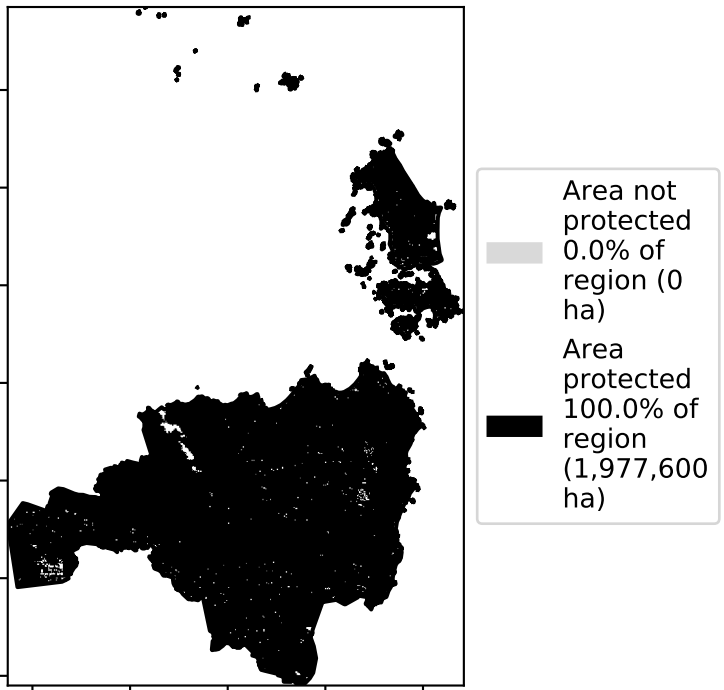 Area not
protected
0.0% of
region (0
ha)
Area
protected
100.0% of
region
(1,977,600
ha)